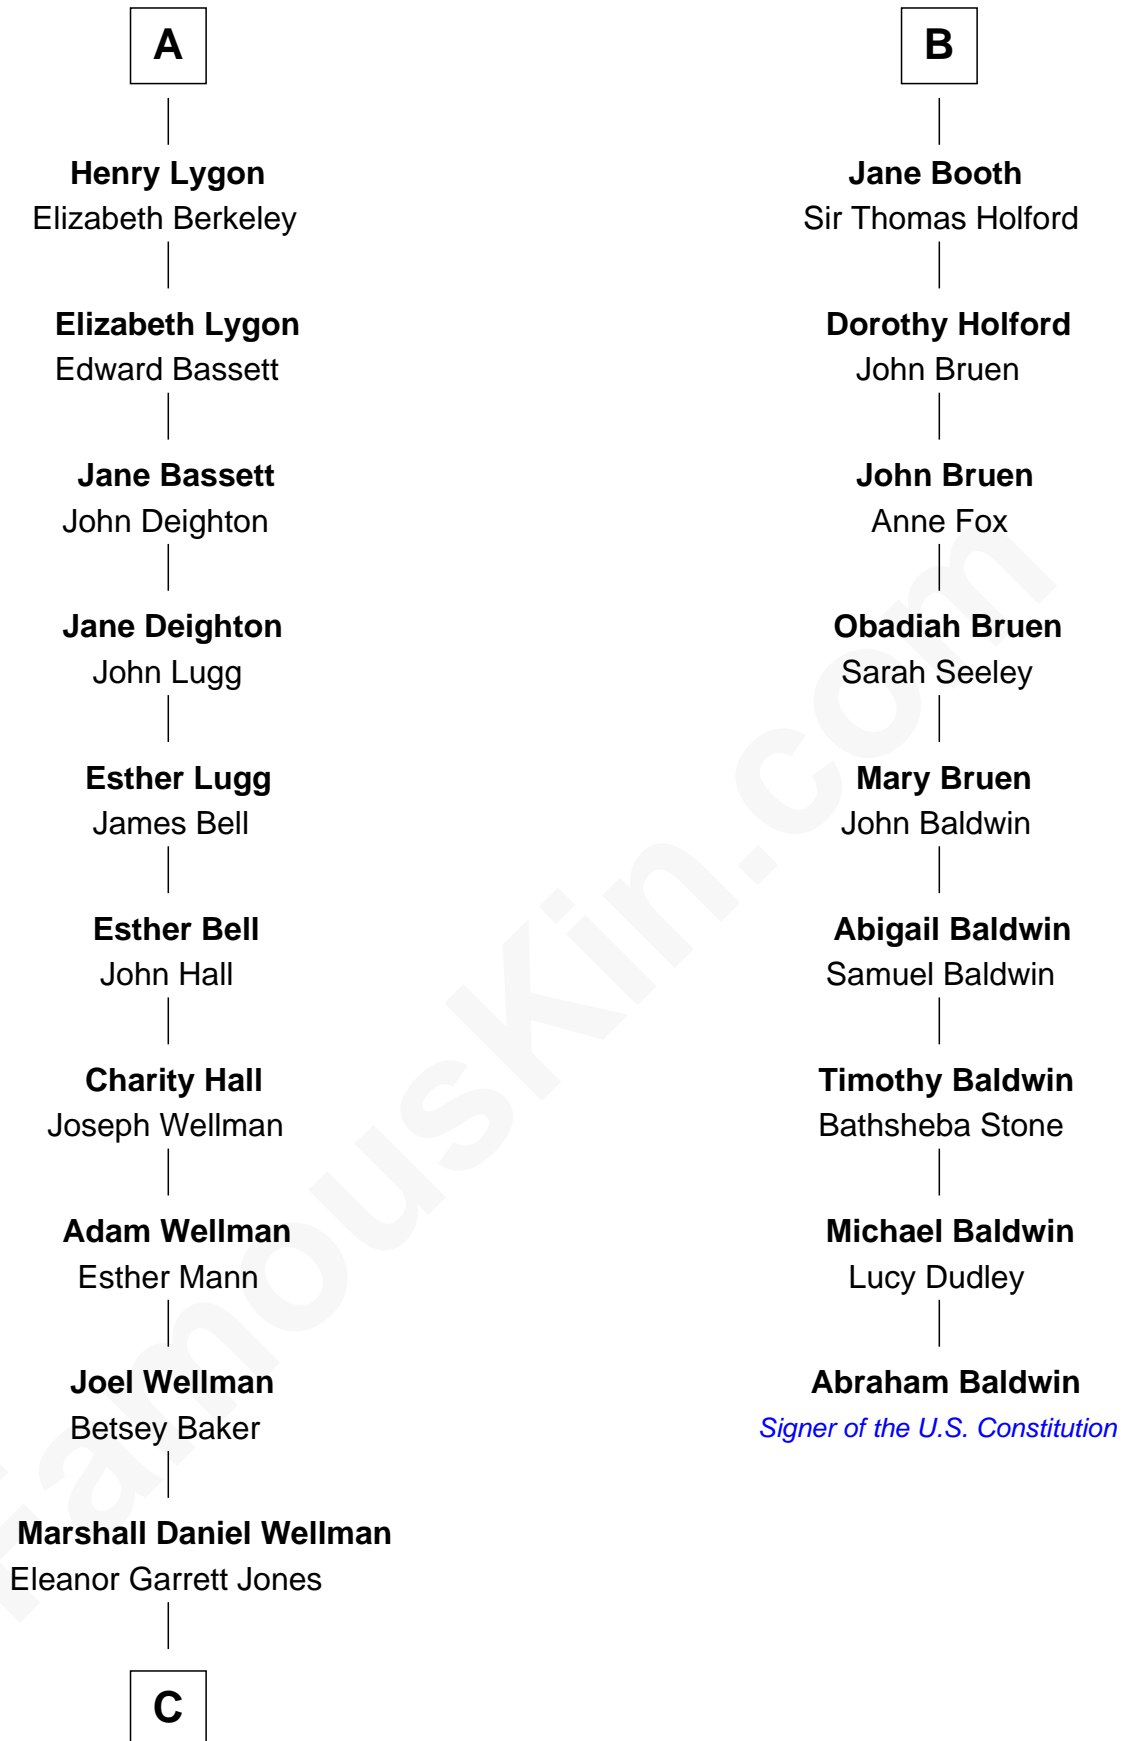 A
Henry Lygon
Elizabeth Berkeley
Elizabeth Lygon
Edward Bassett
Jane Bassett
John Deighton
Jane Deighton
John Lugg
Esther Lugg
James Bell
Esther Bell
John Hall
Charity Hall
Joseph Wellman
Adam Wellman
Esther Mann
Joel Wellman
Betsey Baker
Marshall Daniel Wellman
Eleanor Garrett Jones
C
B
Jane Booth
Sir Thomas Holford
Dorothy Holford
John Bruen
John Bruen
Anne Fox
Obadiah Bruen
Sarah Seeley
Mary Bruen
John Baldwin
Abigail Baldwin
Samuel Baldwin
Timothy Baldwin
Bathsheba Stone
Michael Baldwin
Lucy Dudley
Abraham Baldwin
Signer of the U.S. Constitution
FamousKin.com